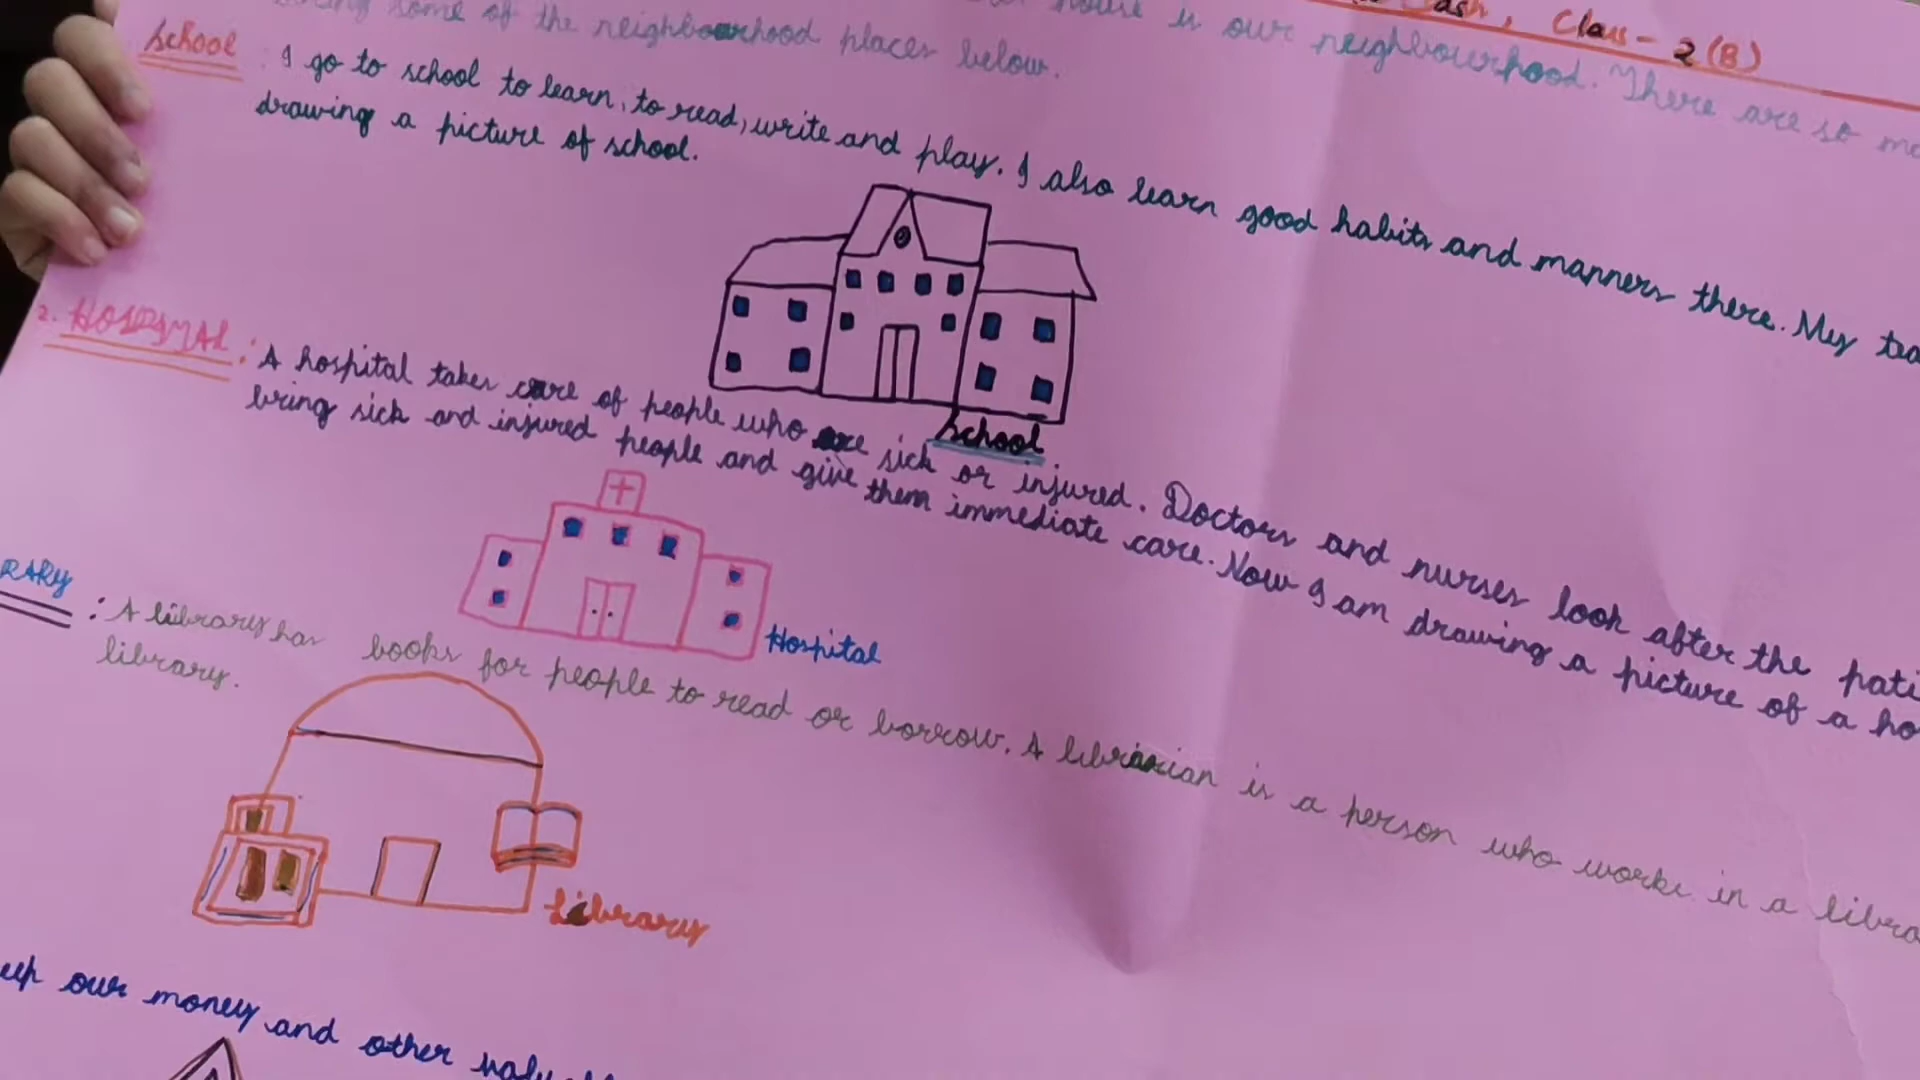 Class - 2 (B)
house is our neighbourhood. There are so
some of the neighbourhood places below.
School : I go to school to learn, to read, write and play. I also learn good habits and manners there. My
drawing a picture of school.
School
2. HOSPITAL : A hospital takes care of people who are sick or injured. Doctors and nurses look after the
bring sick and injured people and give them immediate care. Now I am drawing a picture of a
Hospital
RARY : A library has books for people to read or borrow. A librarian is a person who works in a
library.
Library
up our money and other